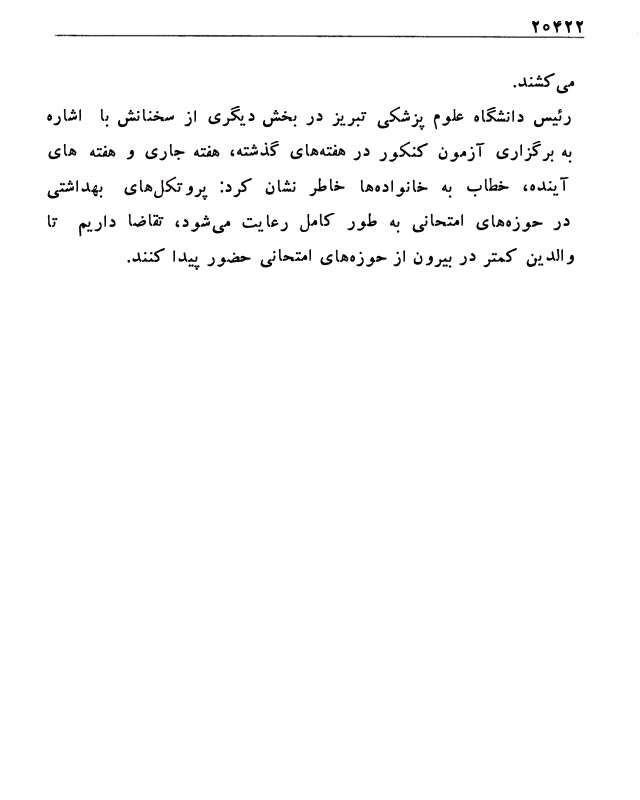 ۲۰۴۲۲
می‌کشند.
رئیس دانشگاه علوم پزشکی تبریز در بخش دیگری از سخنانش با اشاره
به برگزاری آزمون کنکور در هفته‌های گذشته، هفته جاری و هفته های
آینده، خطاب به خانواده‌ها خاطر نشان کرد: پروتکل‌های بهداشتی
در حوزه‌های امتحانی به طور کامل رعایت می‌شود، تقاضا داریم تا
والدین کمتر در بیرون از حوزه‌های امتحانی حضور پیدا کنند.